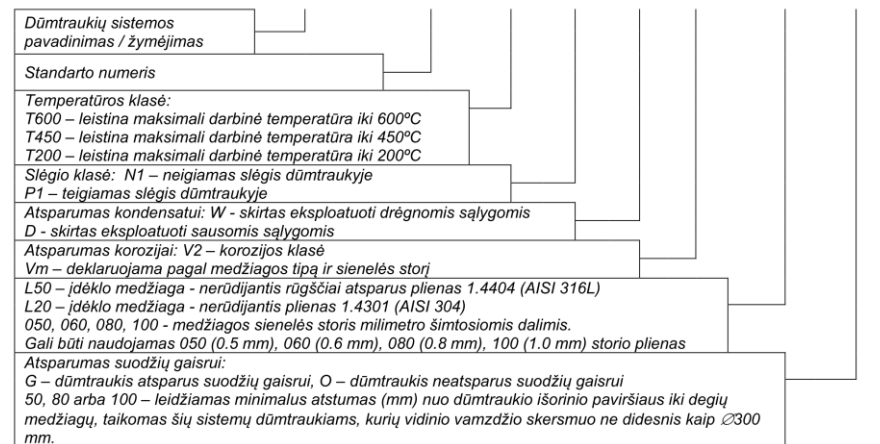 Dūmtraukių sistemos
pavadinimas / žymėjimas
Standarto numeris
Temperatūros klasė:
T600 – leistina maksimali darbinė temperatūra iki 600ºC
T450 – leistina maksimali darbinė temperatūra iki 450ºC
T200 – leistina maksimali darbinė temperatūra iki 200ºC
Slėgio klasė: N1 – neigiamas slėgis dūmtraukyje
P1 – teigiamas slėgis dūmtraukyje
Atsparumas kondensatui: W - skirtas eksploatuoti drėgnomis sąlygomis
D - skirtas eksploatuoti sausomis sąlygomis
Atsparumas korozijai: V2 – korozijos klasė
Vm – deklaruojama pagal medžiagos tipą ir sienelės storį
L50 – įdėklo medžiaga - nerūdijantis rūgščiai atsparus plienas 1.4404 (AISI 316L)
L20 – įdėklo medžiaga - nerūdijantis plienas 1.4301 (AISI 304)
050, 060, 080, 100 - medžiagos sienelės storis milimetro šimtosiomis dalimis.
Gali būti naudojamas 050 (0.5 mm), 060 (0.6 mm), 080 (0.8 mm), 100 (1.0 mm) storio plienas
Atsparumas suodžių gaisrui:
G – dūmtraukis atsparus suodžių gaisrui, O – dūmtraukis neatsparus suodžių gaisrui
50, 80 arba 100 – leidžiamas minimalus atstumas (mm) nuo dūmtraukio išorinio paviršiaus iki degių
medžiagų, taikomas šių sistemų dūmtraukiams, kurių vidinio vamzdžio skersmuo ne didesnis kaip ∅300
mm.